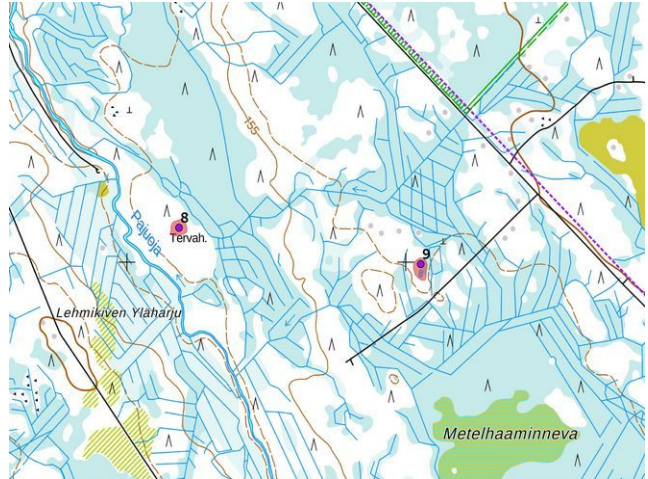 155
8
Tervah.
Pajuoja
9
Lehmikiven Yläharju
Metelhaaminneva